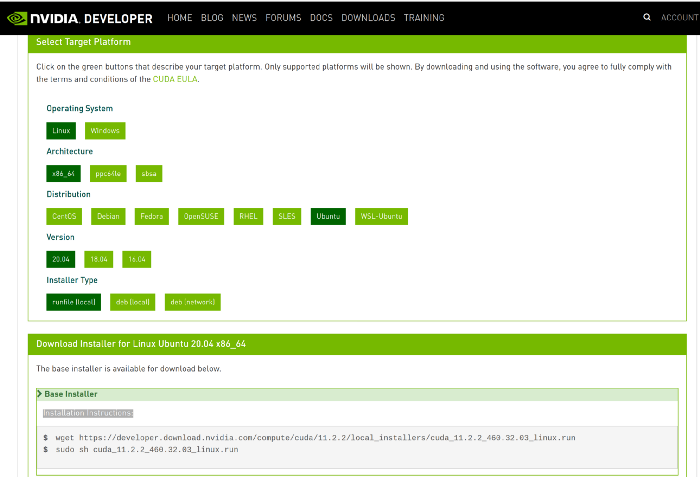 NVIDIA. DEVELOPER HOME BLOG NEWS FORUMS DOCS DOWNLOADS TRAINING ACCOUNT
Select Target Platform
Click on the green buttons that describe your target platform. Only supported platforms will be shown. By downloading and using the software, you agree to fully comply with
the terms and conditions of the CUDA EULA.
Operating System
Linux Windows
Architecture
x86_64 ppc64le sbsa
Distribution
CentOS Debian Fedora OpenSUSE RHEL SLES Ubuntu WSL-Ubuntu
Version
20.04 18.04 16.04
Installer Type
runfile [local] deb [local] deb [network]
Download Installer for Linux Ubuntu 20.04 x86_64
The base installer is available for download below.
Base Installer
Installation Instructions:
$ wget https://developer.download.nvidia.com/compute/cuda/11.2.2/local_installers/cuda_11.2.2_460.32.03_linux.run
$ sudo sh cuda_11.2.2_460.32.03_linux.run